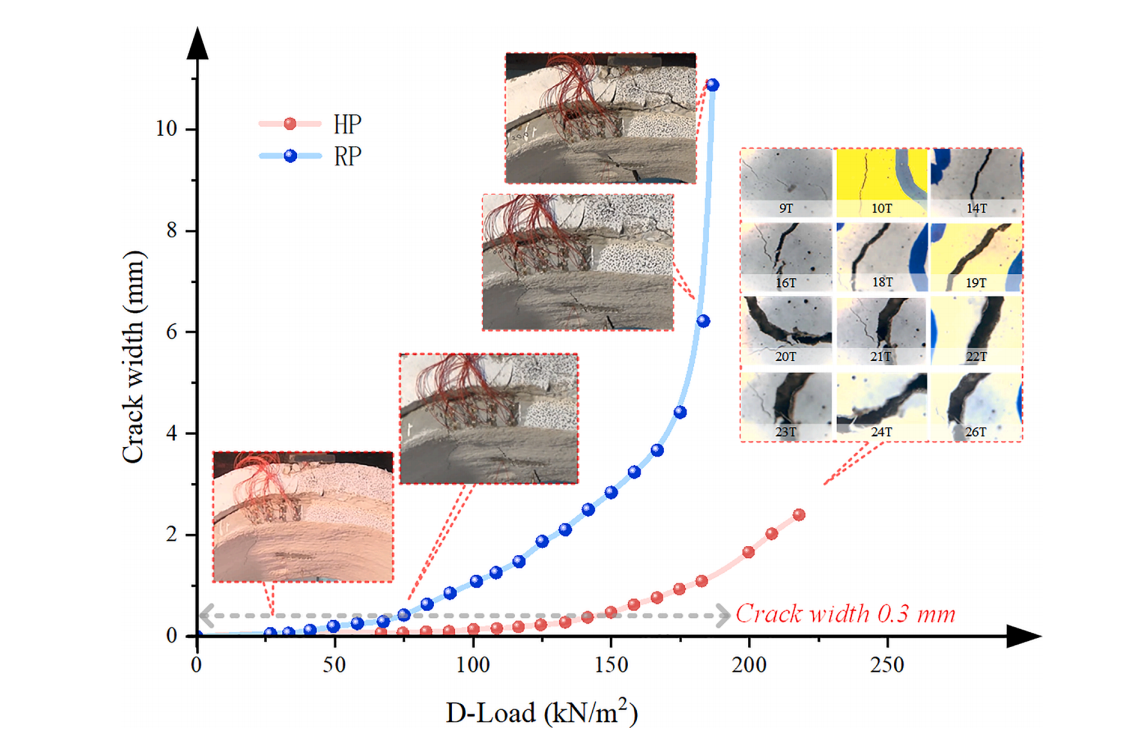 HP
RP
10
8
6
4
2
0
Crack width (mm)
9T
10T
14T
16T
18T
19T
20T
21T
22T
23T
24T
26T
Crack width 0.3 mm
0
50
100
150
200
250
D-Load (kN/m²)